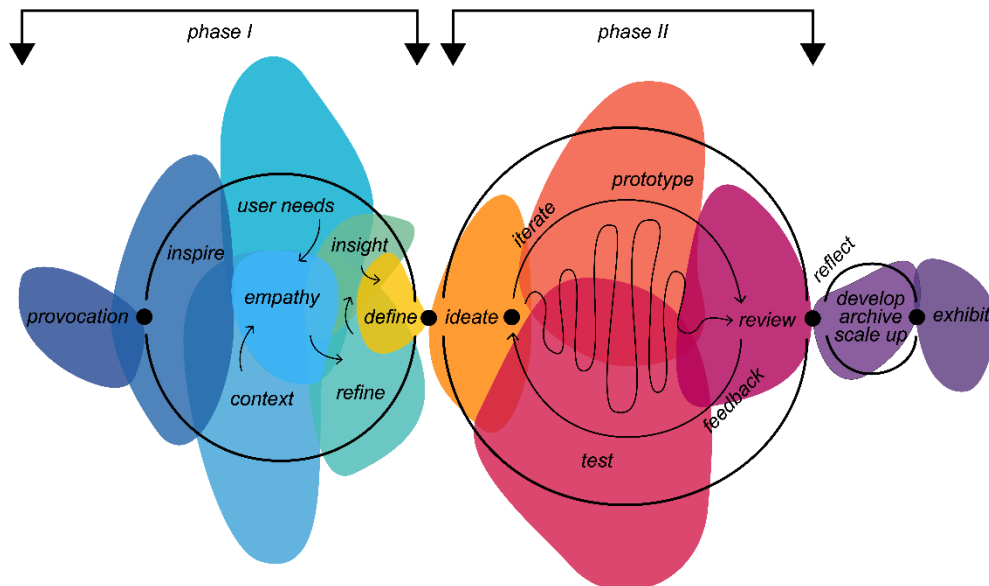 phase I
phase II
provocation
inspire
user needs
empathy
context
insight
refine
define
ideate
iterate
prototype
test
review
feedback
reflect
develop
archive
scale up
exhibit